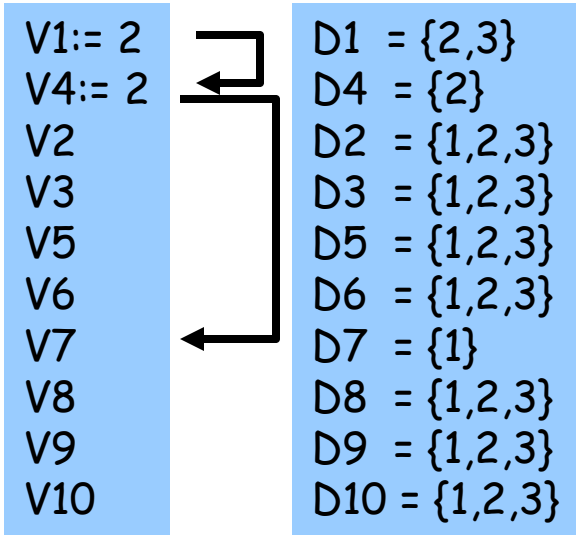 V1:= 2
V4:= 2
V2
V3
V5
V6
V7
V8
V9
V10
D1 = {2,3}
D4 = {2}
D2 = {1,2,3}
D3 = {1,2,3}
D5 = {1,2,3}
D6 = {1,2,3}
D7 = {1}
D8 = {1,2,3}
D9 = {1,2,3}
D10 = {1,2,3}